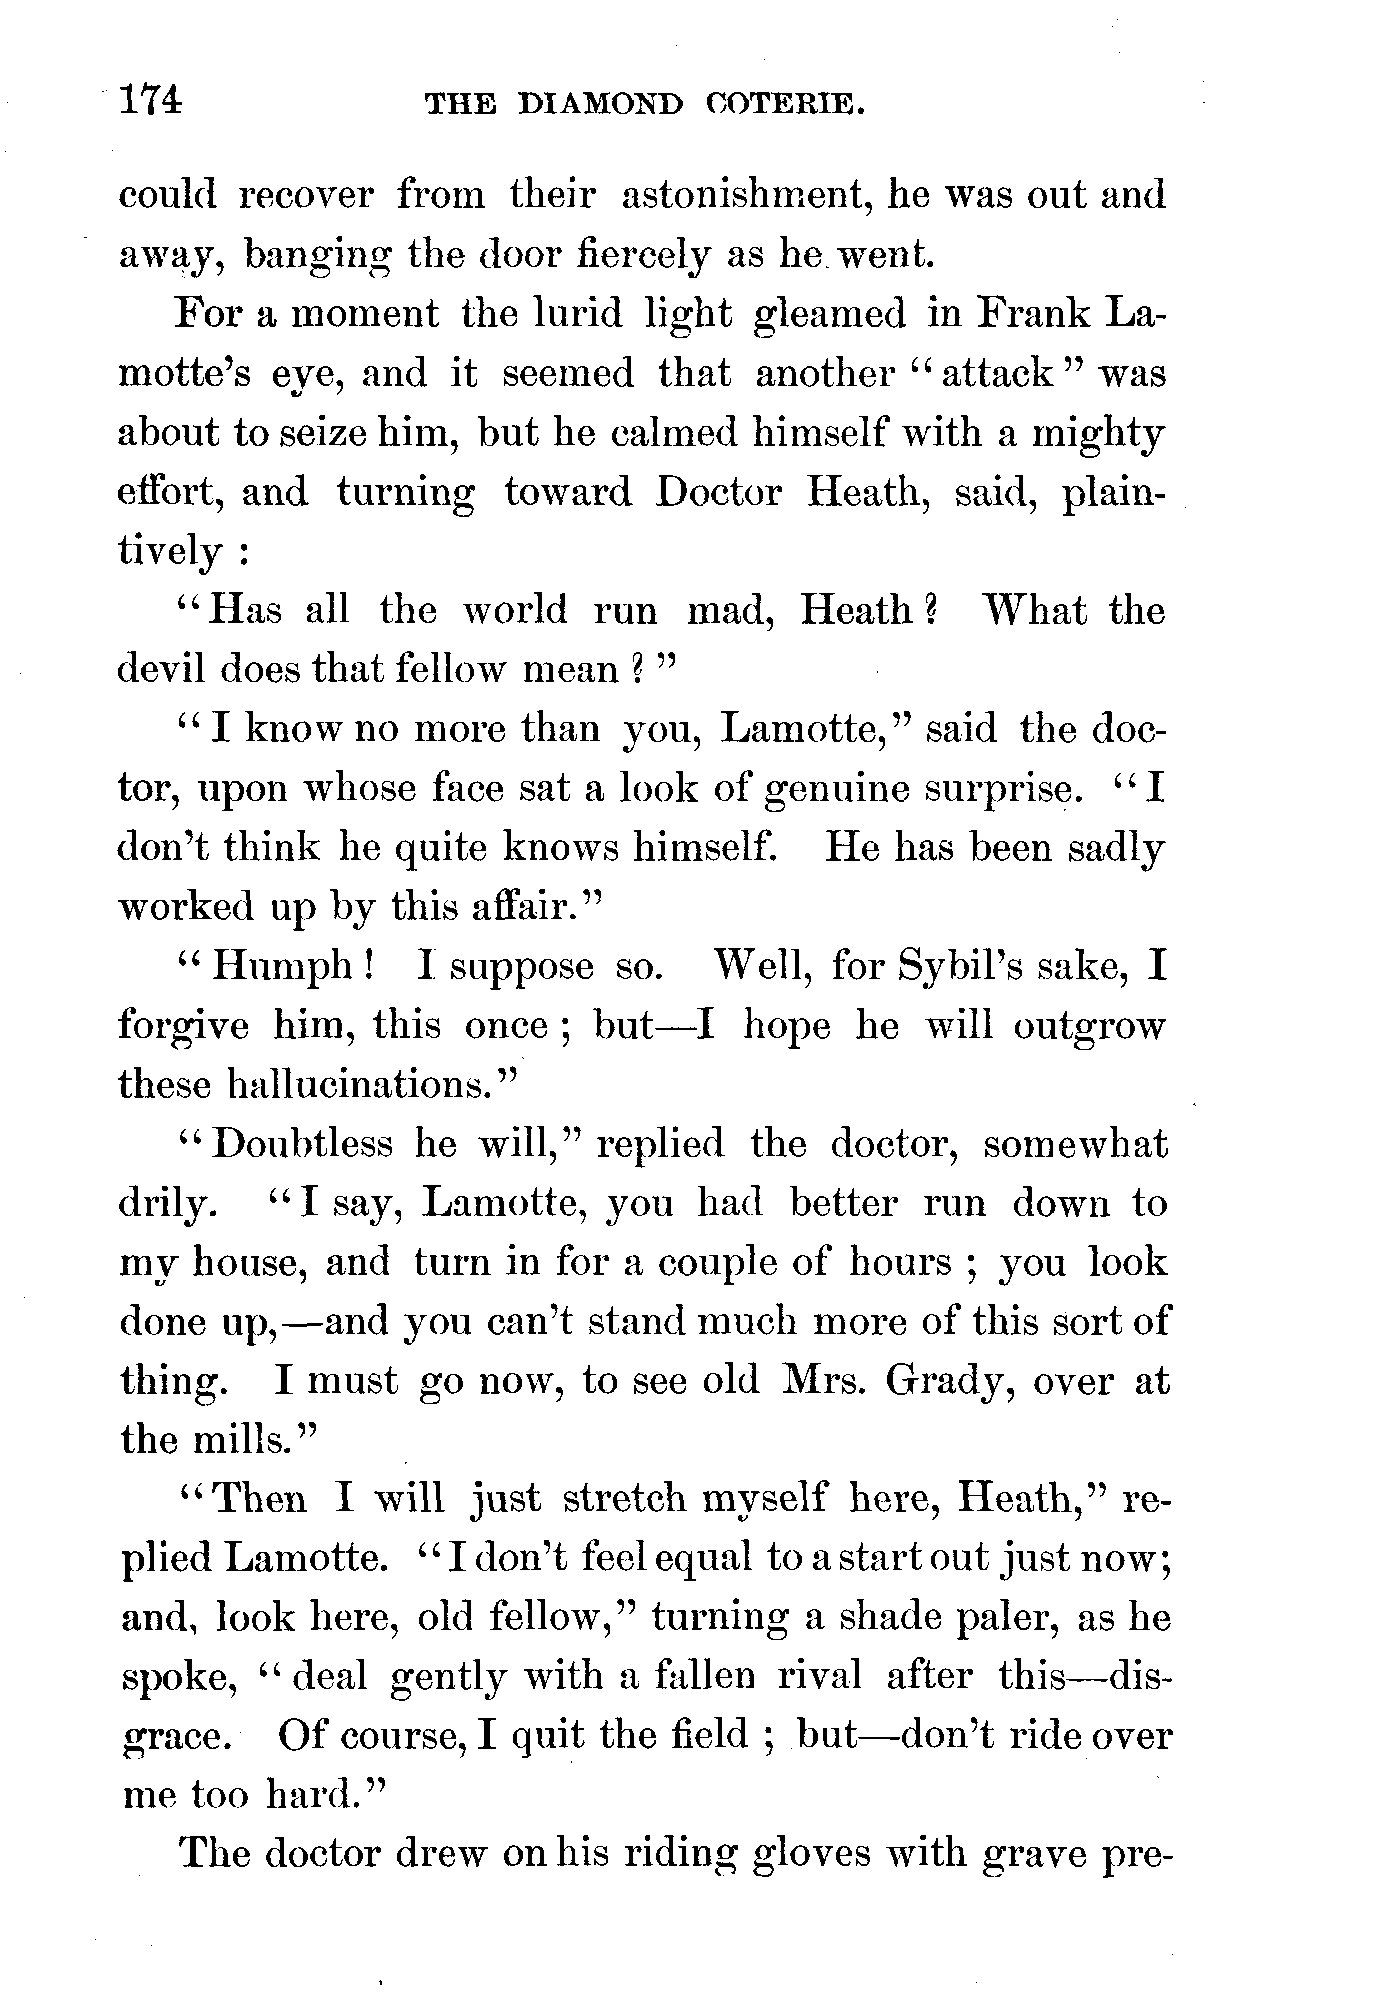 174 THE DIAMOND COTERIE.
could recover from their astonishment, he was out and
away, banging the door fiercely as he went.
For a moment the lurid light gleamed in Frank La-
motte's eye, and it seemed that another "attack" was
about to seize him, but he calmed himself with a mighty
effort, and turning toward Doctor Heath, said, plain-
tively :
"Has all the world run mad, Heath? What the
devil does that fellow mean?"
"I know no more than you, Lamotte," said the doc-
tor, upon whose face sat a look of genuine surprise. "I
don't think he quite knows himself. He has been sadly
worked up by this affair."
"Humph! I suppose so. Well, for Sybil's sake, I
forgive him, this once; but—I hope he will outgrow
these hallucinations."
"Doubtless he will," replied the doctor, somewhat
drily. "I say, Lamotte, you had better run down to
my house, and turn in for a couple of hours; you look
done up,—and you can't stand much more of this sort of
thing. I must go now, to see old Mrs. Grady, over at
the mills."
"Then I will just stretch myself here, Heath," re-
plied Lamotte. "I don't feel equal to a start out just now;
and, look here, old fellow," turning a shade paler, as he
spoke, "deal gently with a fallen rival after this—dis-
grace. Of course, I quit the field; but—don't ride over
me too hard."
The doctor drew on his riding gloves with grave pre-